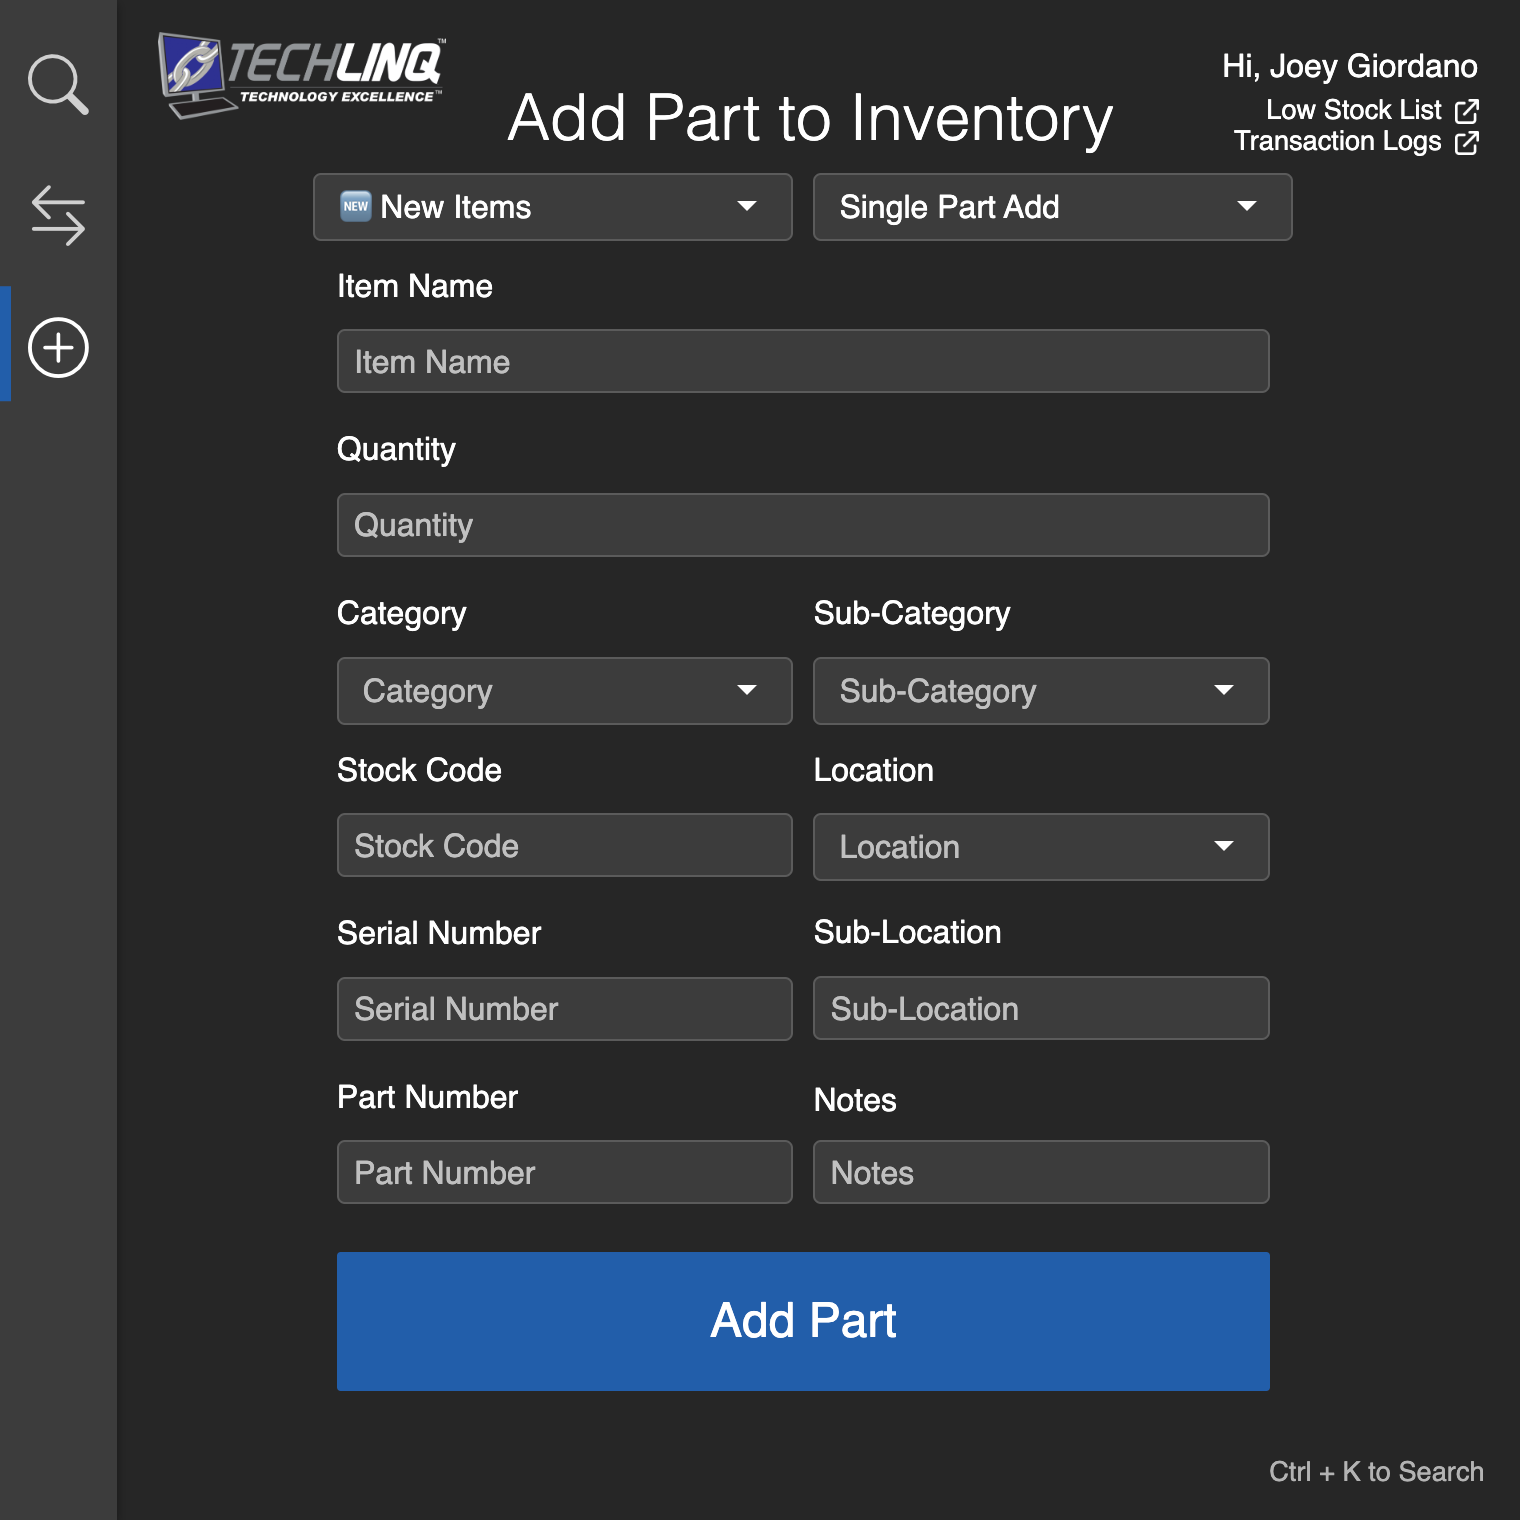 TECHLINQ™
TECHNOLOGY EXCELLENCE™
Hi, Joey Giordano
Low Stock List
Transaction Logs
Add Part to Inventory
NEW New Items
Single Part Add
Item Name
Item Name
Quantity
Quantity
Category
Sub-Category
Category
Sub-Category
Stock Code
Location
Stock Code
Location
Serial Number
Sub-Location
Serial Number
Sub-Location
Part Number
Notes
Part Number
Notes
Add Part
Ctrl + K to Search